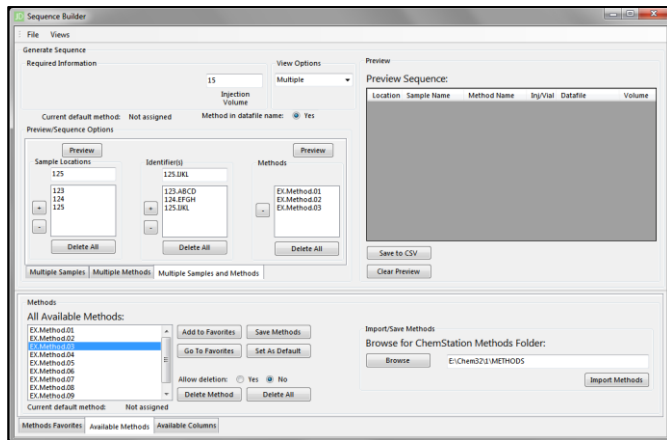 Sequence Builder
File Views
Generate Sequence
Required Information
15
Injection
Volume
View Options
Multiple
Current default method: Not assigned
Method in datafile name: Yes
Preview/Sequence Options
Preview
Preview
Sample Locations
125
123
124
125
+
-
Delete All
Identifier(s)
125.IJKL
123.ABCD
124.EFGH
125.IJKL
+
-
Delete All
Methods
EX.Method.01
EX.Method.02
EX.Method.03
-
Delete All
Multiple Samples Multiple Methods Multiple Samples and Methods
Preview
Preview Sequence:
Location Sample Name Method Name Inj/Vial Datafile Volume
Save to CSV
Clear Preview
Methods
All Available Methods:
EX.Method.01
EX.Method.02
EX.Method.03
EX.Method.04
EX.Method.05
EX.Method.06
EX.Method.07
EX.Method.08
EX.Method.09
Add to Favorites Save Methods
Go To Favorites Set As Default
Allow deletion: Yes No
Delete Method Delete All
Current default method: Not assigned
Import/Save Methods
Browse for ChemStation Methods Folder:
Browse E:\Chem32\1\METHODS
Import Methods
Methods Favorites Available Methods Available Columns